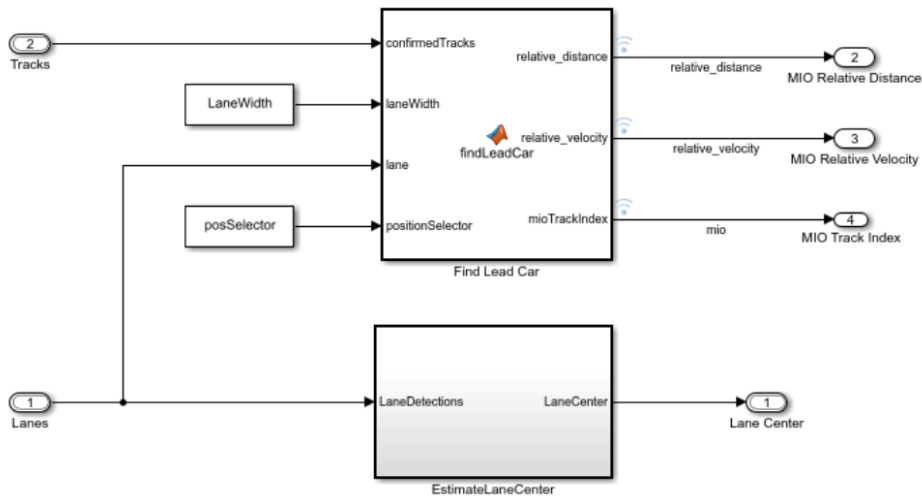 2
Tracks
confirmedTracks
relative_distance
relative_distance
2
MIO Relative Distance
LaneWidth
laneWidth
findLeadCar
relative_velocity
relative_velocity
3
MIO Relative Velocity
lane
posSelector
positionSelector
mioTrackIndex
mio
4
MIO Track Index
Find Lead Car
1
Lanes
LaneDetections
LaneCenter
1
Lane Center
EstimateLaneCenter